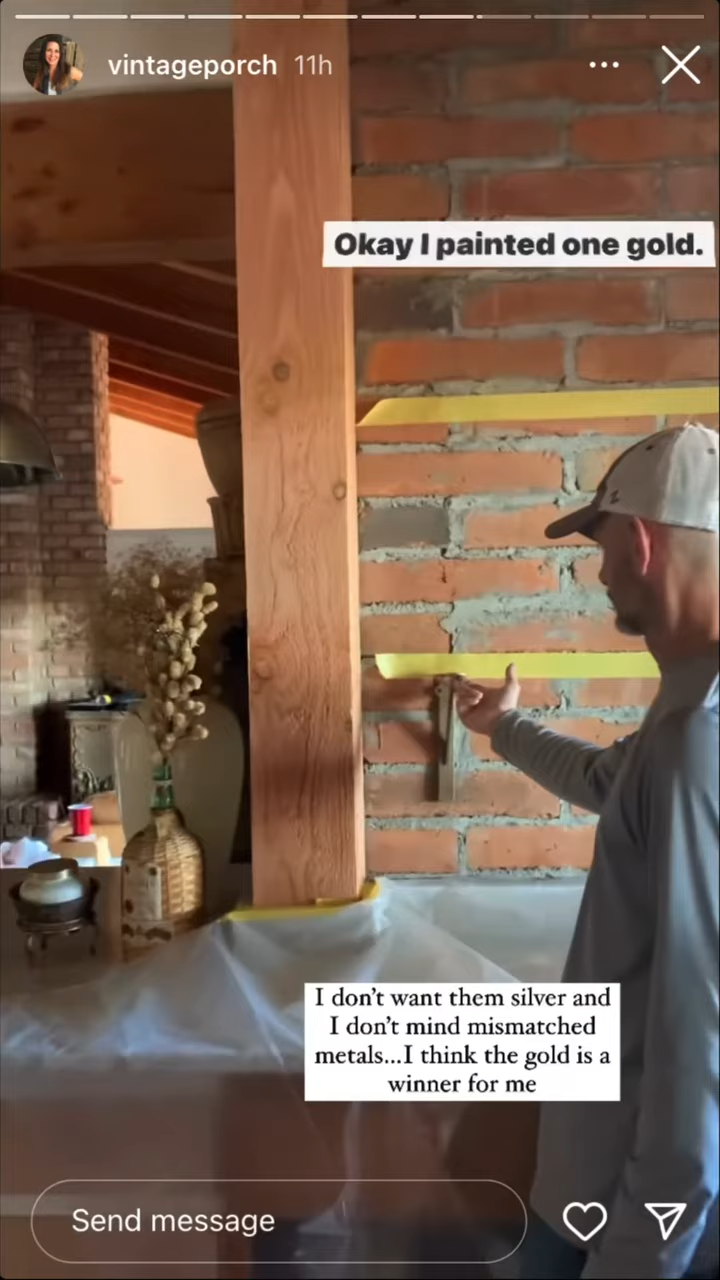 vintageporch 11h
Okay I painted one gold.
I don't want them silver and
I don't mind mismatched
metals...I think the gold is a
winner for me
Send message